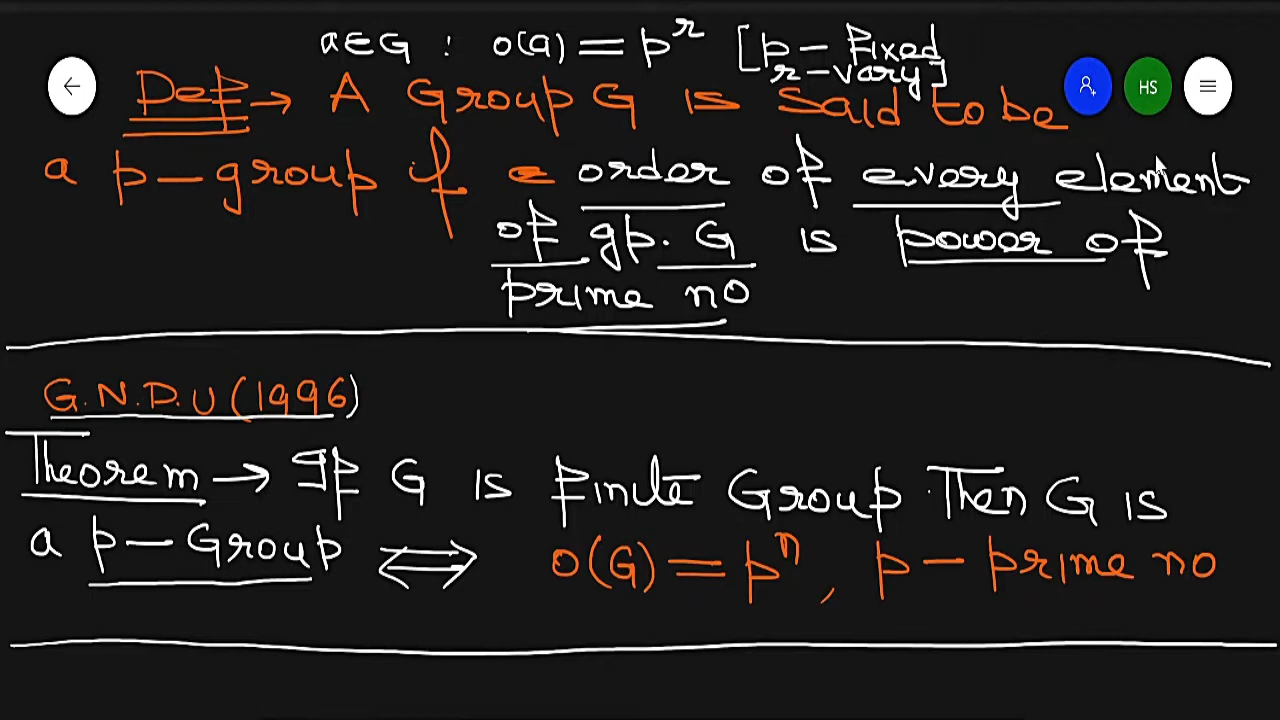 a∈G : o(a) = p^r [p – Fixed
r – vary]
Def → A Group G is said to be
HS
a p – group if order of every element
of gp. G is power of
prime no
G.N.D.U (1996)
Theorem → If G is Finite Group. Then G is
a p – Group ⟺ o(G) = p^n, p – prime no